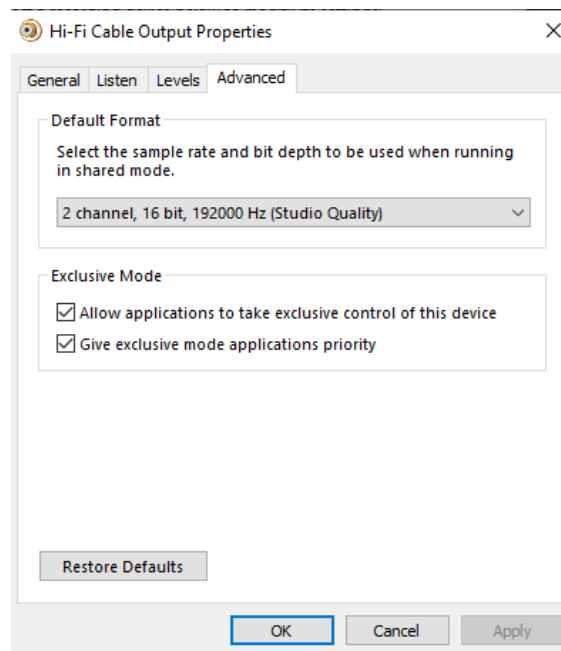 Hi-Fi Cable Output Properties
General Listen Levels Advanced
Default Format
Select the sample rate and bit depth to be used when running
in shared mode.
2 channel, 16 bit, 192000 Hz (Studio Quality)
Exclusive Mode
Allow applications to take exclusive control of this device
Give exclusive mode applications priority
Restore Defaults
OK Cancel Apply